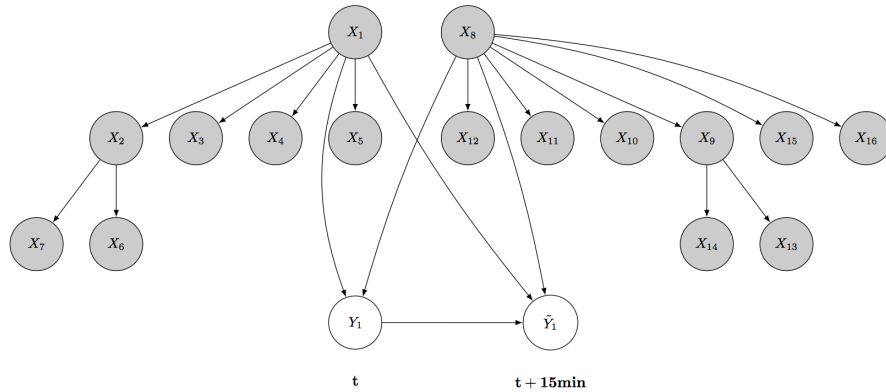 X₁ X₈
X₂ X₃ X₄ X₅ X₁₂ X₁₁ X₁₀ X₉ X₁₅ X₁₆
X₇ X₆ X₁₄ X₁₃
Y₁ Ỹ₁
t t + 15min